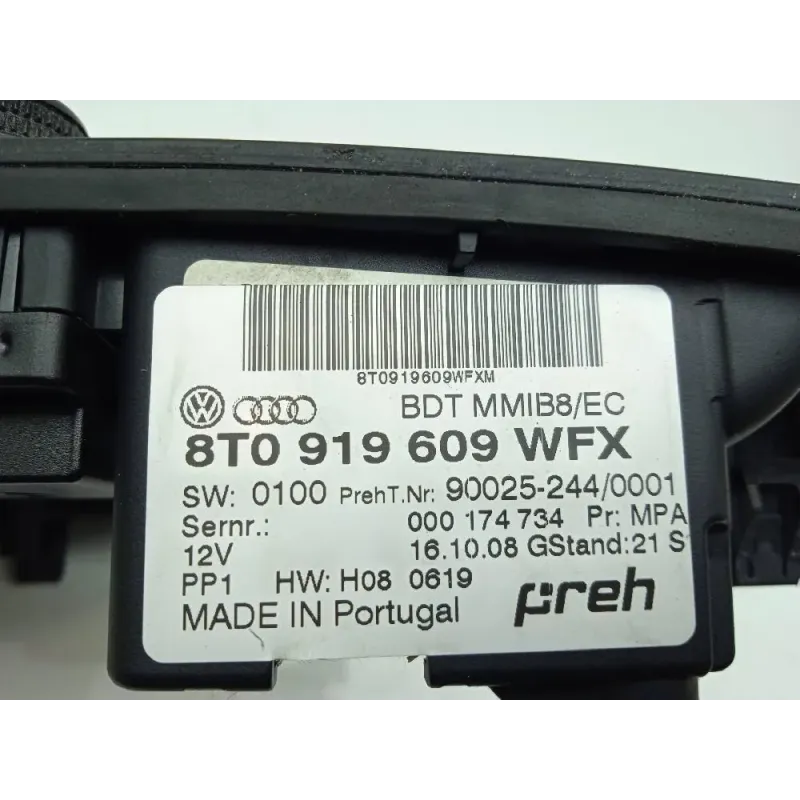 8T0919609WFXM
BDT MMIB8/EC
8T0 919 609 WFX
SW: 0100 PrehT.Nr: 90025-244/0001
Sernr.: 000 174 734 Pr: MPA
12V 16.10.08 GStand:21 S
PP1 HW: H08 0619
MADE IN Portugal preh